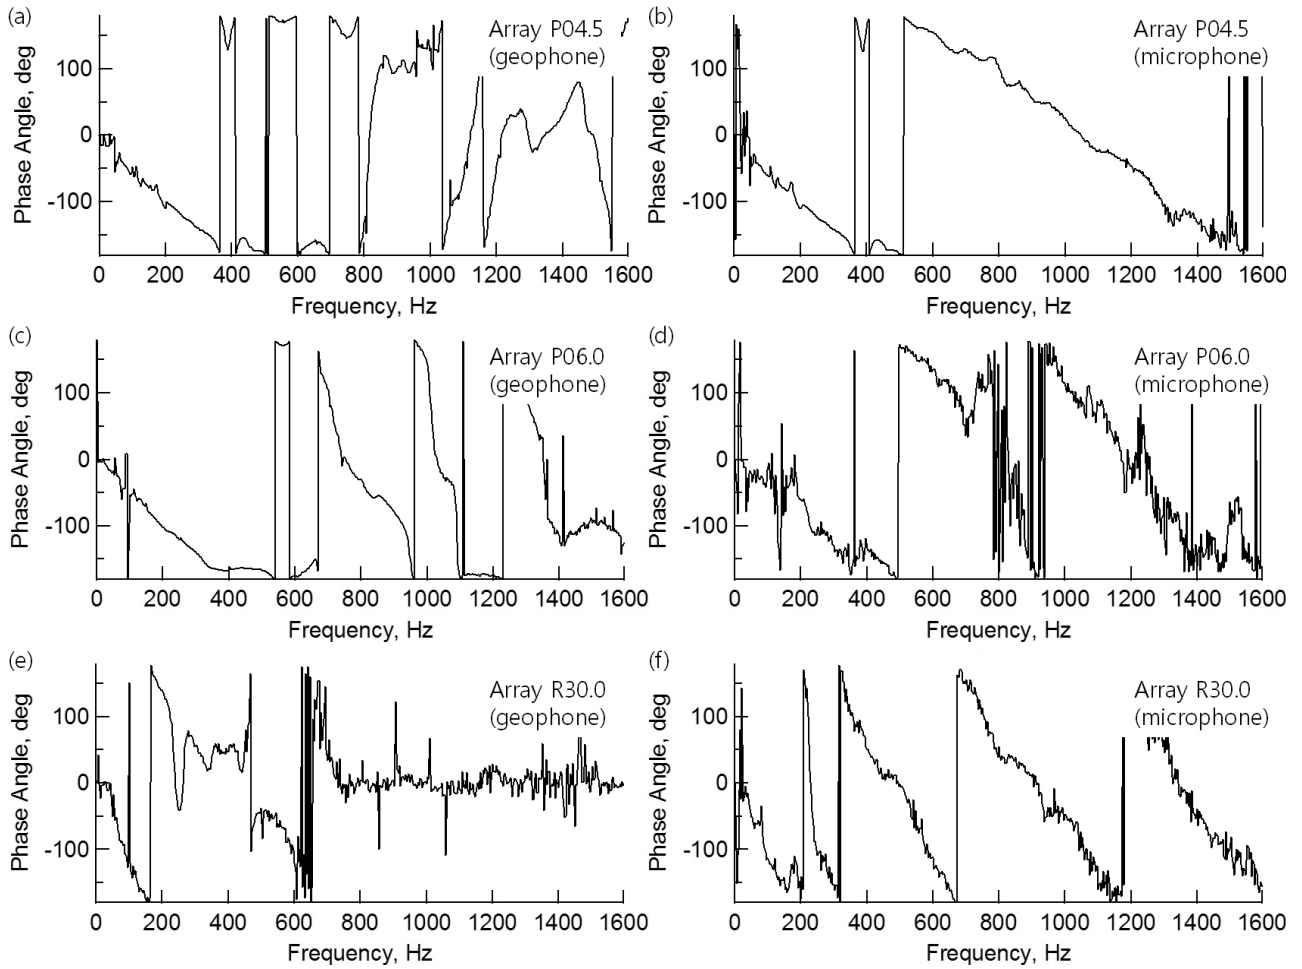 (a)
Array P04.5
(geophone)
Phase Angle, deg
100
0
-100
0 200 400 600 800 1000 1200 1400 1600
Frequency, Hz
(b)
Array P04.5
(microphone)
Phase Angle, deg
100
0
-100
0 200 400 600 800 1000 1200 1400 1600
Frequency, Hz
(c)
Array P06.0
(geophone)
Phase Angle, deg
100
0
-100
0 200 400 600 800 1000 1200 1400 1600
Frequency, Hz
(d)
Array P06.0
(microphone)
Phase Angle, deg
100
0
-100
0 200 400 600 800 1000 1200 1400 1600
Frequency, Hz
(e)
Array R30.0
(geophone)
Phase Angle, deg
100
0
-100
0 200 400 600 800 1000 1200 1400 1600
Frequency, Hz
(f)
Array R30.0
(microphone)
Phase Angle, deg
100
0
-100
0 200 400 600 800 1000 1200 1400 1600
Frequency, Hz